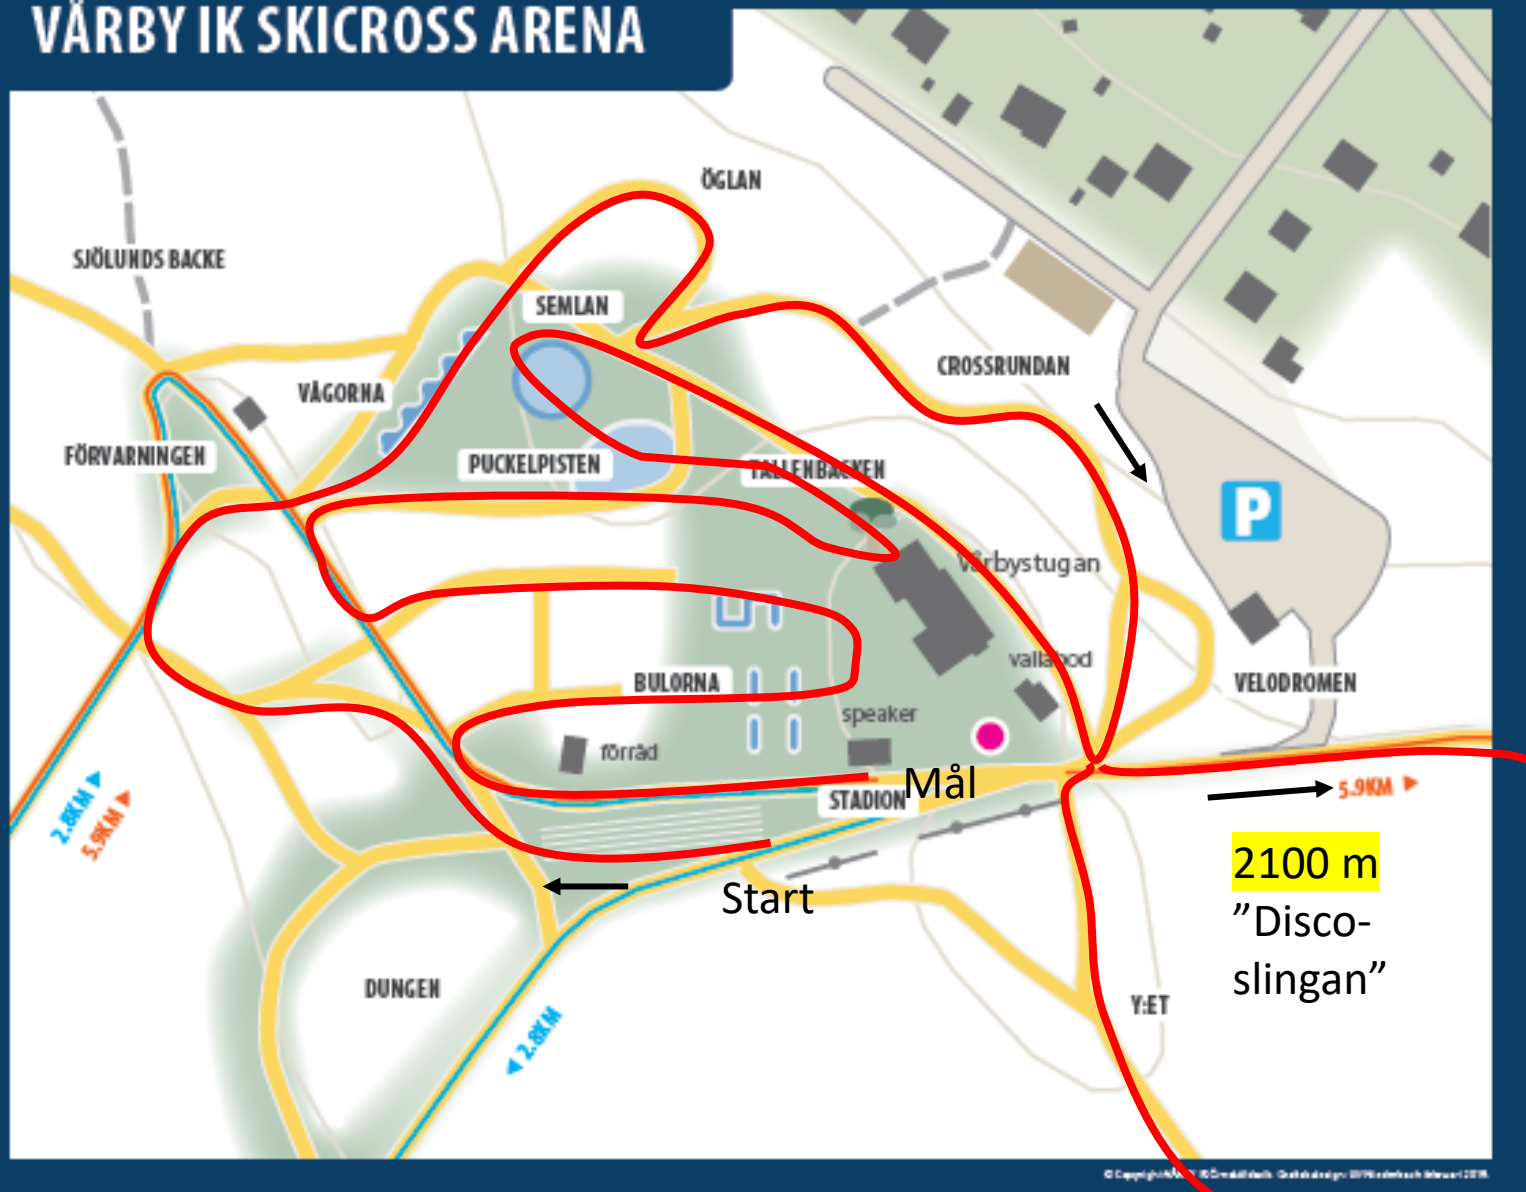 VÅRBY IK SKICROSS ARENA
ÖGLAN
SJÖLUNDS BACKE
SEMLAN
CROSSRUNDAN
VÅGORNA
FÖRVARNINGEN
PUCKELPISTEN
TALLENBACKEN
P
Vårbystugan
vallabod
BULORNA
VELODROMEN
speaker
förråd
Mål
STADION
2.8KM
5.9KM
5.9KM
2100 m
”Disco-
slingan”
Start
DUNGEN
Y:ET
2.8KM